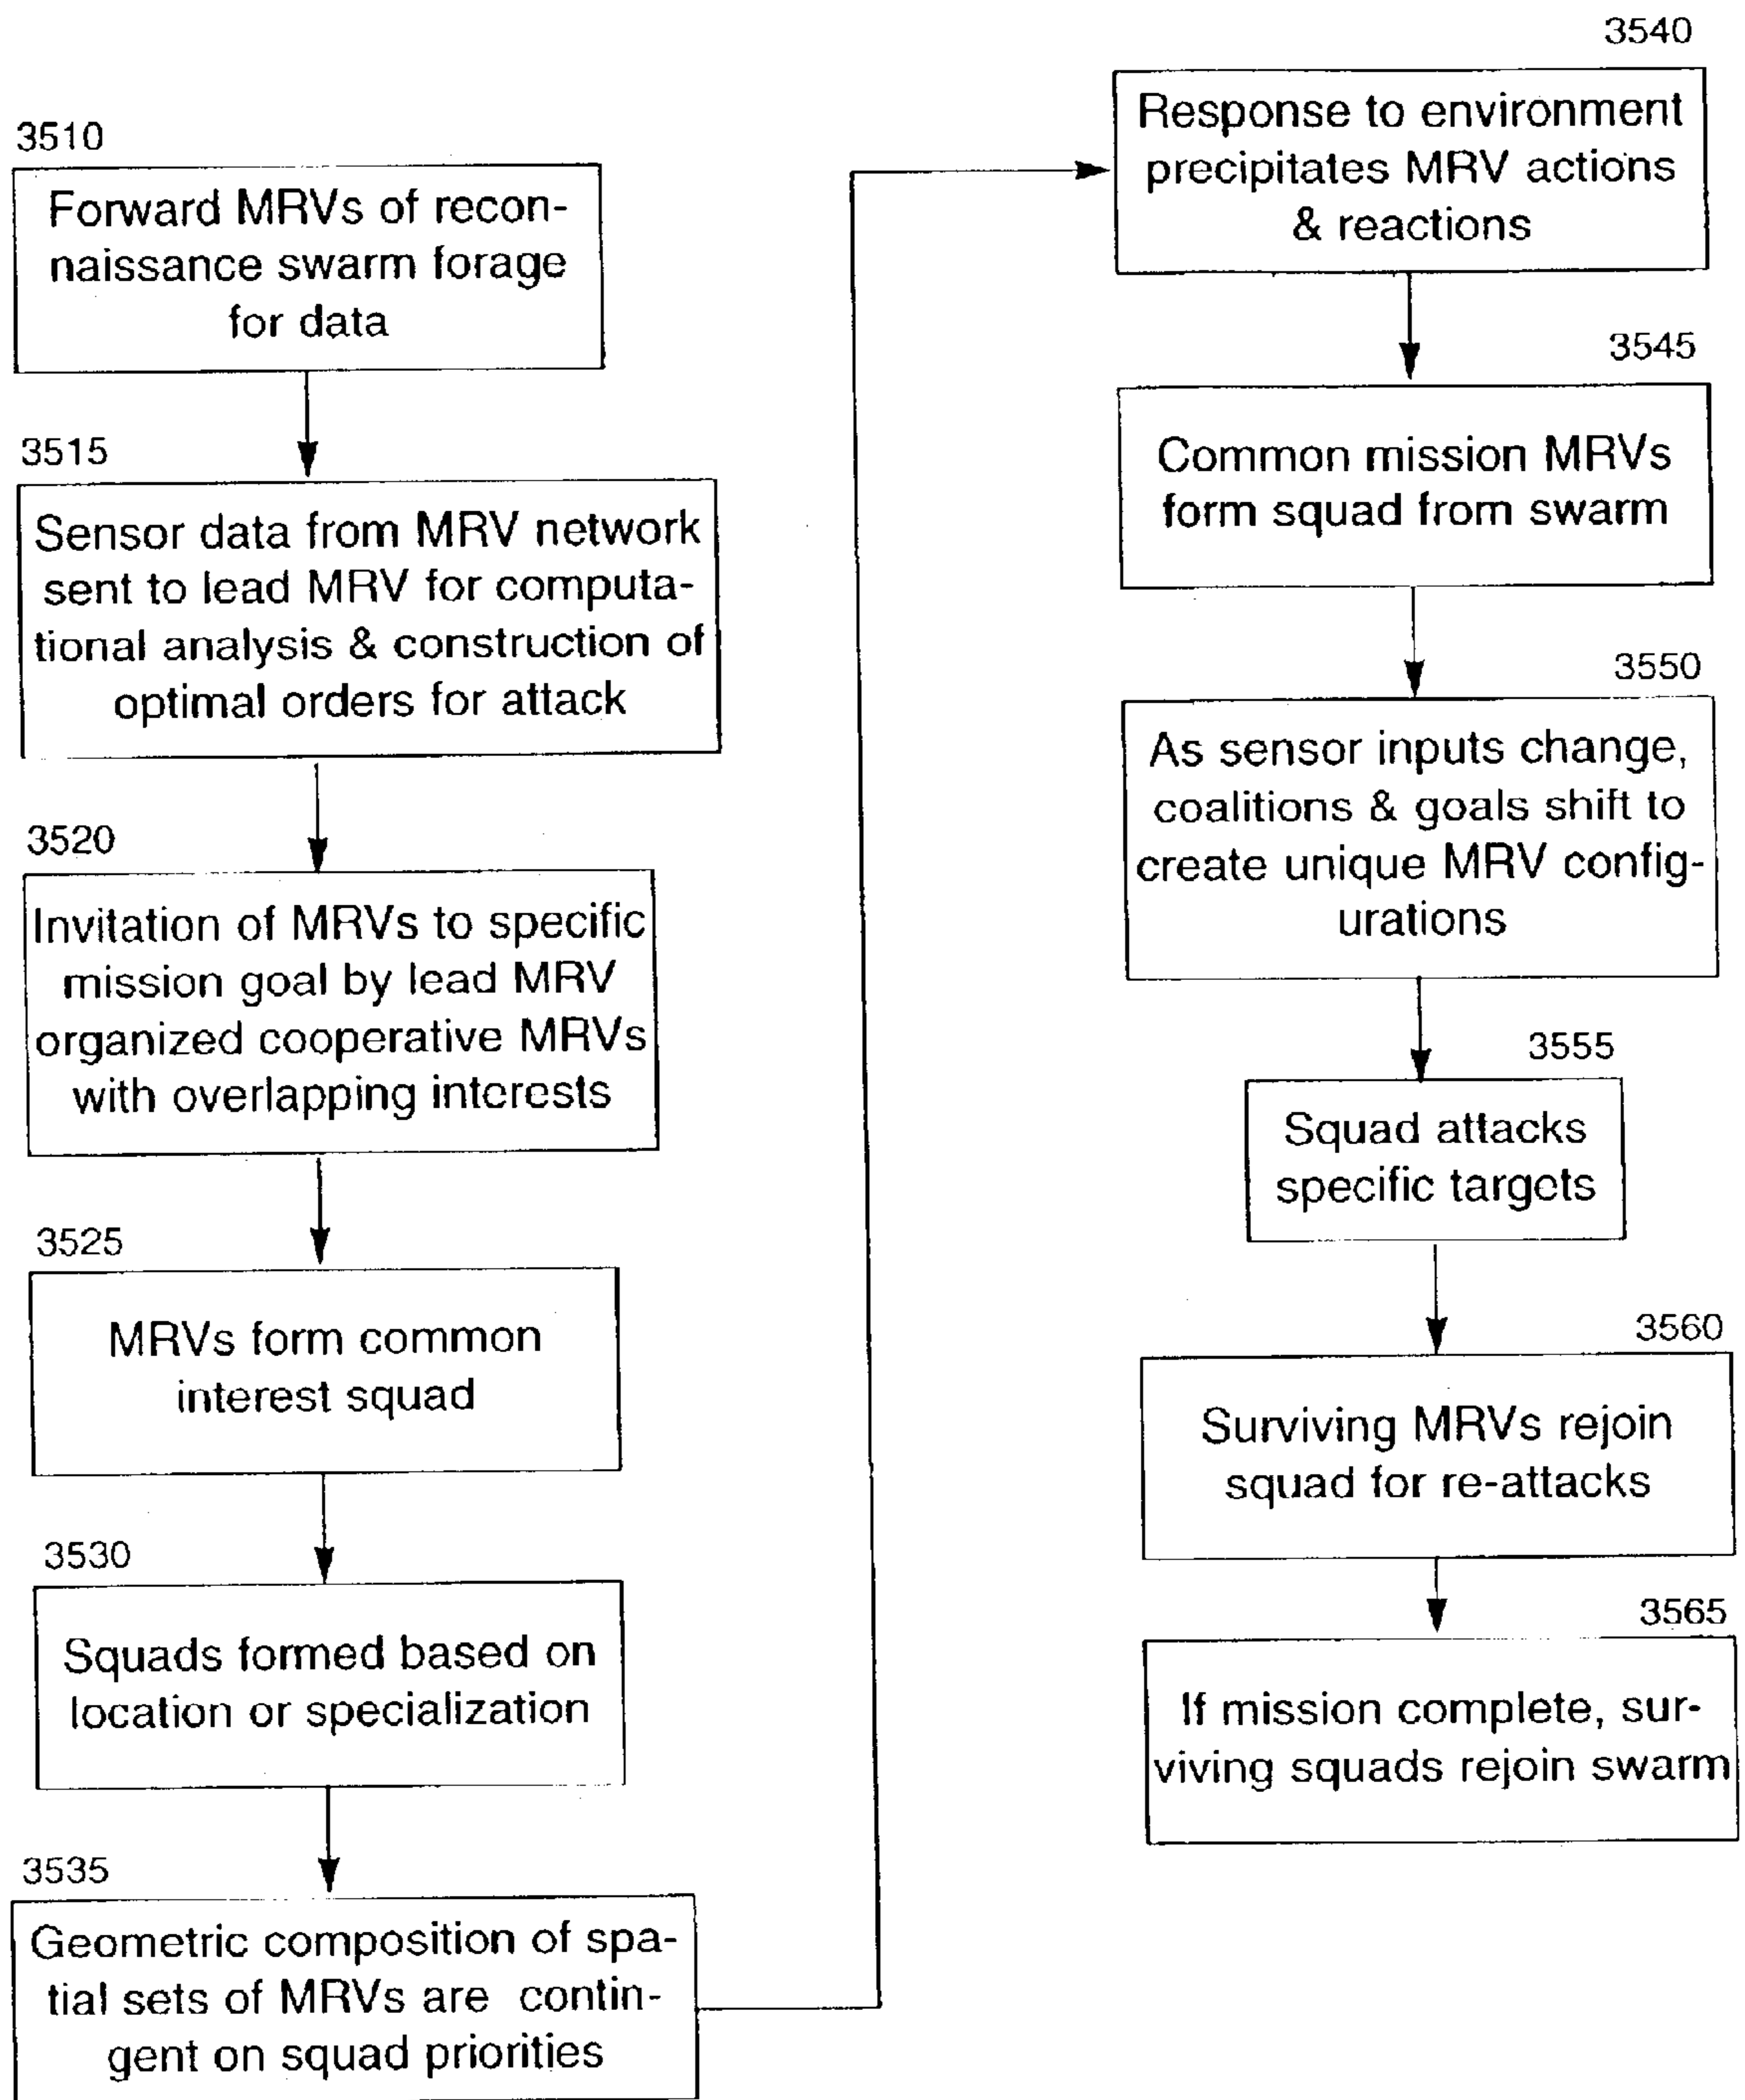 3510
Forward MRVs of recon-
naissance swarm forage
for data
3515
Sensor data from MRV network
sent to lead MRV for computa-
tional analysis & construction of
optimal orders for attack
3520
Invitation of MRVs to specific
mission goal by lead MRV
organized cooperative MRVs
with overlapping interests
3525
MRVs form common
interest squad
3530
Squads formed based on
location or specialization
3535
Geometric composition of spa-
tial sets of MRVs are contin-
gent on squad priorities
3540
Response to environment
precipitates MRV actions
& reactions
3545
Common mission MRVs
form squad from swarm
3550
As sensor inputs change,
coalitions & goals shift to
create unique MRV config-
urations
3555
Squad attacks
specific targets
3560
Surviving MRVs rejoin
squad for re-attacks
3565
If mission complete, sur-
viving squads rejoin swarm